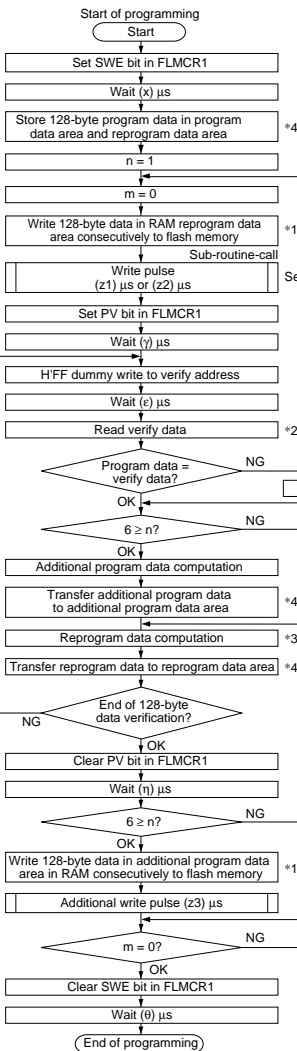 Start of programming
Start
Set SWE bit in FLMCR1
Wait (x) μs
Store 128-byte program data in program
data area and reprogram data area
*4
n = 1
m = 0
Write 128-byte data in RAM reprogram data
area consecutively to flash memory
*1
Sub-routine-call
Write pulse
(z1) μs or (z2) μs
Se
Set PV bit in FLMCR1
Wait (γ) μs
H'FF dummy write to verify address
Wait (ε) μs
Read verify data
*2
Program data =
verify data?
NG
OK
6 ≥ n?
NG
OK
Additional program data computation
Transfer additional program data
to additional program data area
*4
Reprogram data computation
*3
Transfer reprogram data to reprogram data area
*4
End of 128-byte
data verification?
NG
OK
Clear PV bit in FLMCR1
Wait (η) μs
6 ≥ n?
NG
OK
Write 128-byte data in additional program data
area in RAM consecutively to flash memory
*1
Additional write pulse (z3) μs
m = 0?
NG
OK
Clear SWE bit in FLMCR1
Wait (θ) μs
End of programming